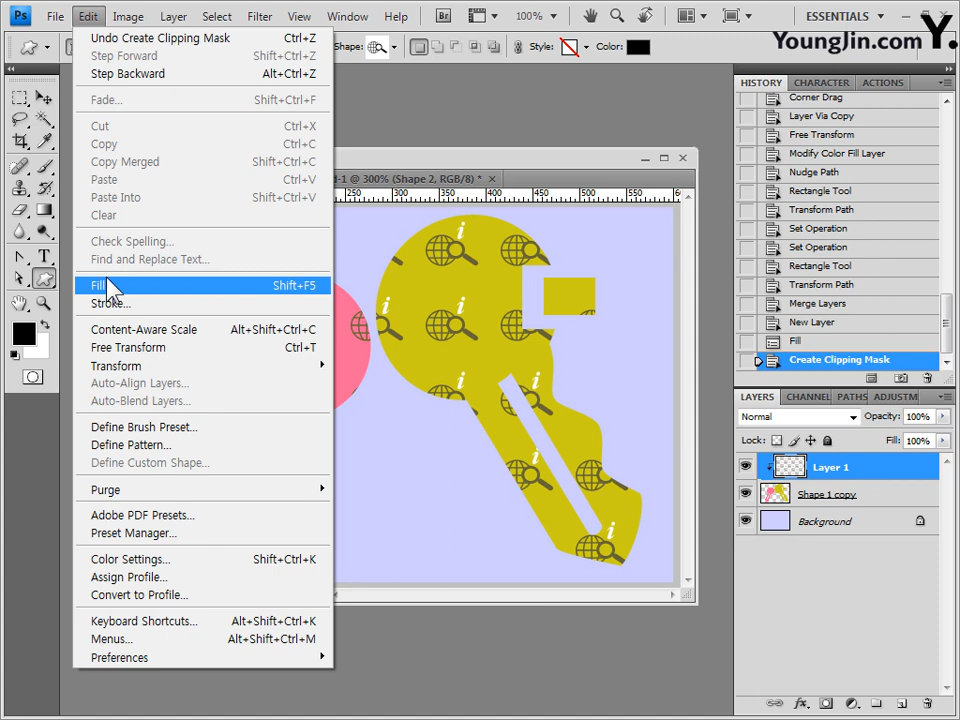 Ps File Edit Image Layer Select Filter View Window Help Br 100% ESSENTIALS
YoungJin.com Y.
Shape: Style: Color:
Undo Create Clipping Mask Ctrl+Z
Step Forward Shift+Ctrl+Z
Step Backward Alt+Ctrl+Z
Fade... Shift+Ctrl+F
Cut Ctrl+X
Copy Ctrl+C
Copy Merged Shift+Ctrl+C
Paste Ctrl+V
Paste Into Shift+Ctrl+V
Clear
Check Spelling...
Find and Replace Text...
Fill Shift+F5
Stroke...
Content-Aware Scale Alt+Shift+Ctrl+C
Free Transform Ctrl+T
Transform
Auto-Align Layers...
Auto-Blend Layers...
Define Brush Preset...
Define Pattern...
Define Custom Shape...
Purge
Adobe PDF Presets...
Preset Manager...
Color Settings... Shift+Ctrl+K
Assign Profile...
Convert to Profile...
Keyboard Shortcuts... Alt+Shift+Ctrl+K
Menus... Alt+Shift+Ctrl+M
Preferences
d-1 @ 300% (Shape 2, RGB/8) *
250 300 350 400 450 500 550
HISTORY CHARACTER ACTIONS
Corner Drag
Layer Via Copy
Free Transform
Modify Color Fill Layer
Nudge Path
Rectangle Tool
Transform Path
Set Operation
Set Operation
Rectangle Tool
Transform Path
Merge Layers
New Layer
Fill
Create Clipping Mask
LAYERS CHANNEL PATHS ADJUSTM
Normal Opacity: 100%
Lock: Fill: 100%
Layer 1
Shape 1 copy
Background